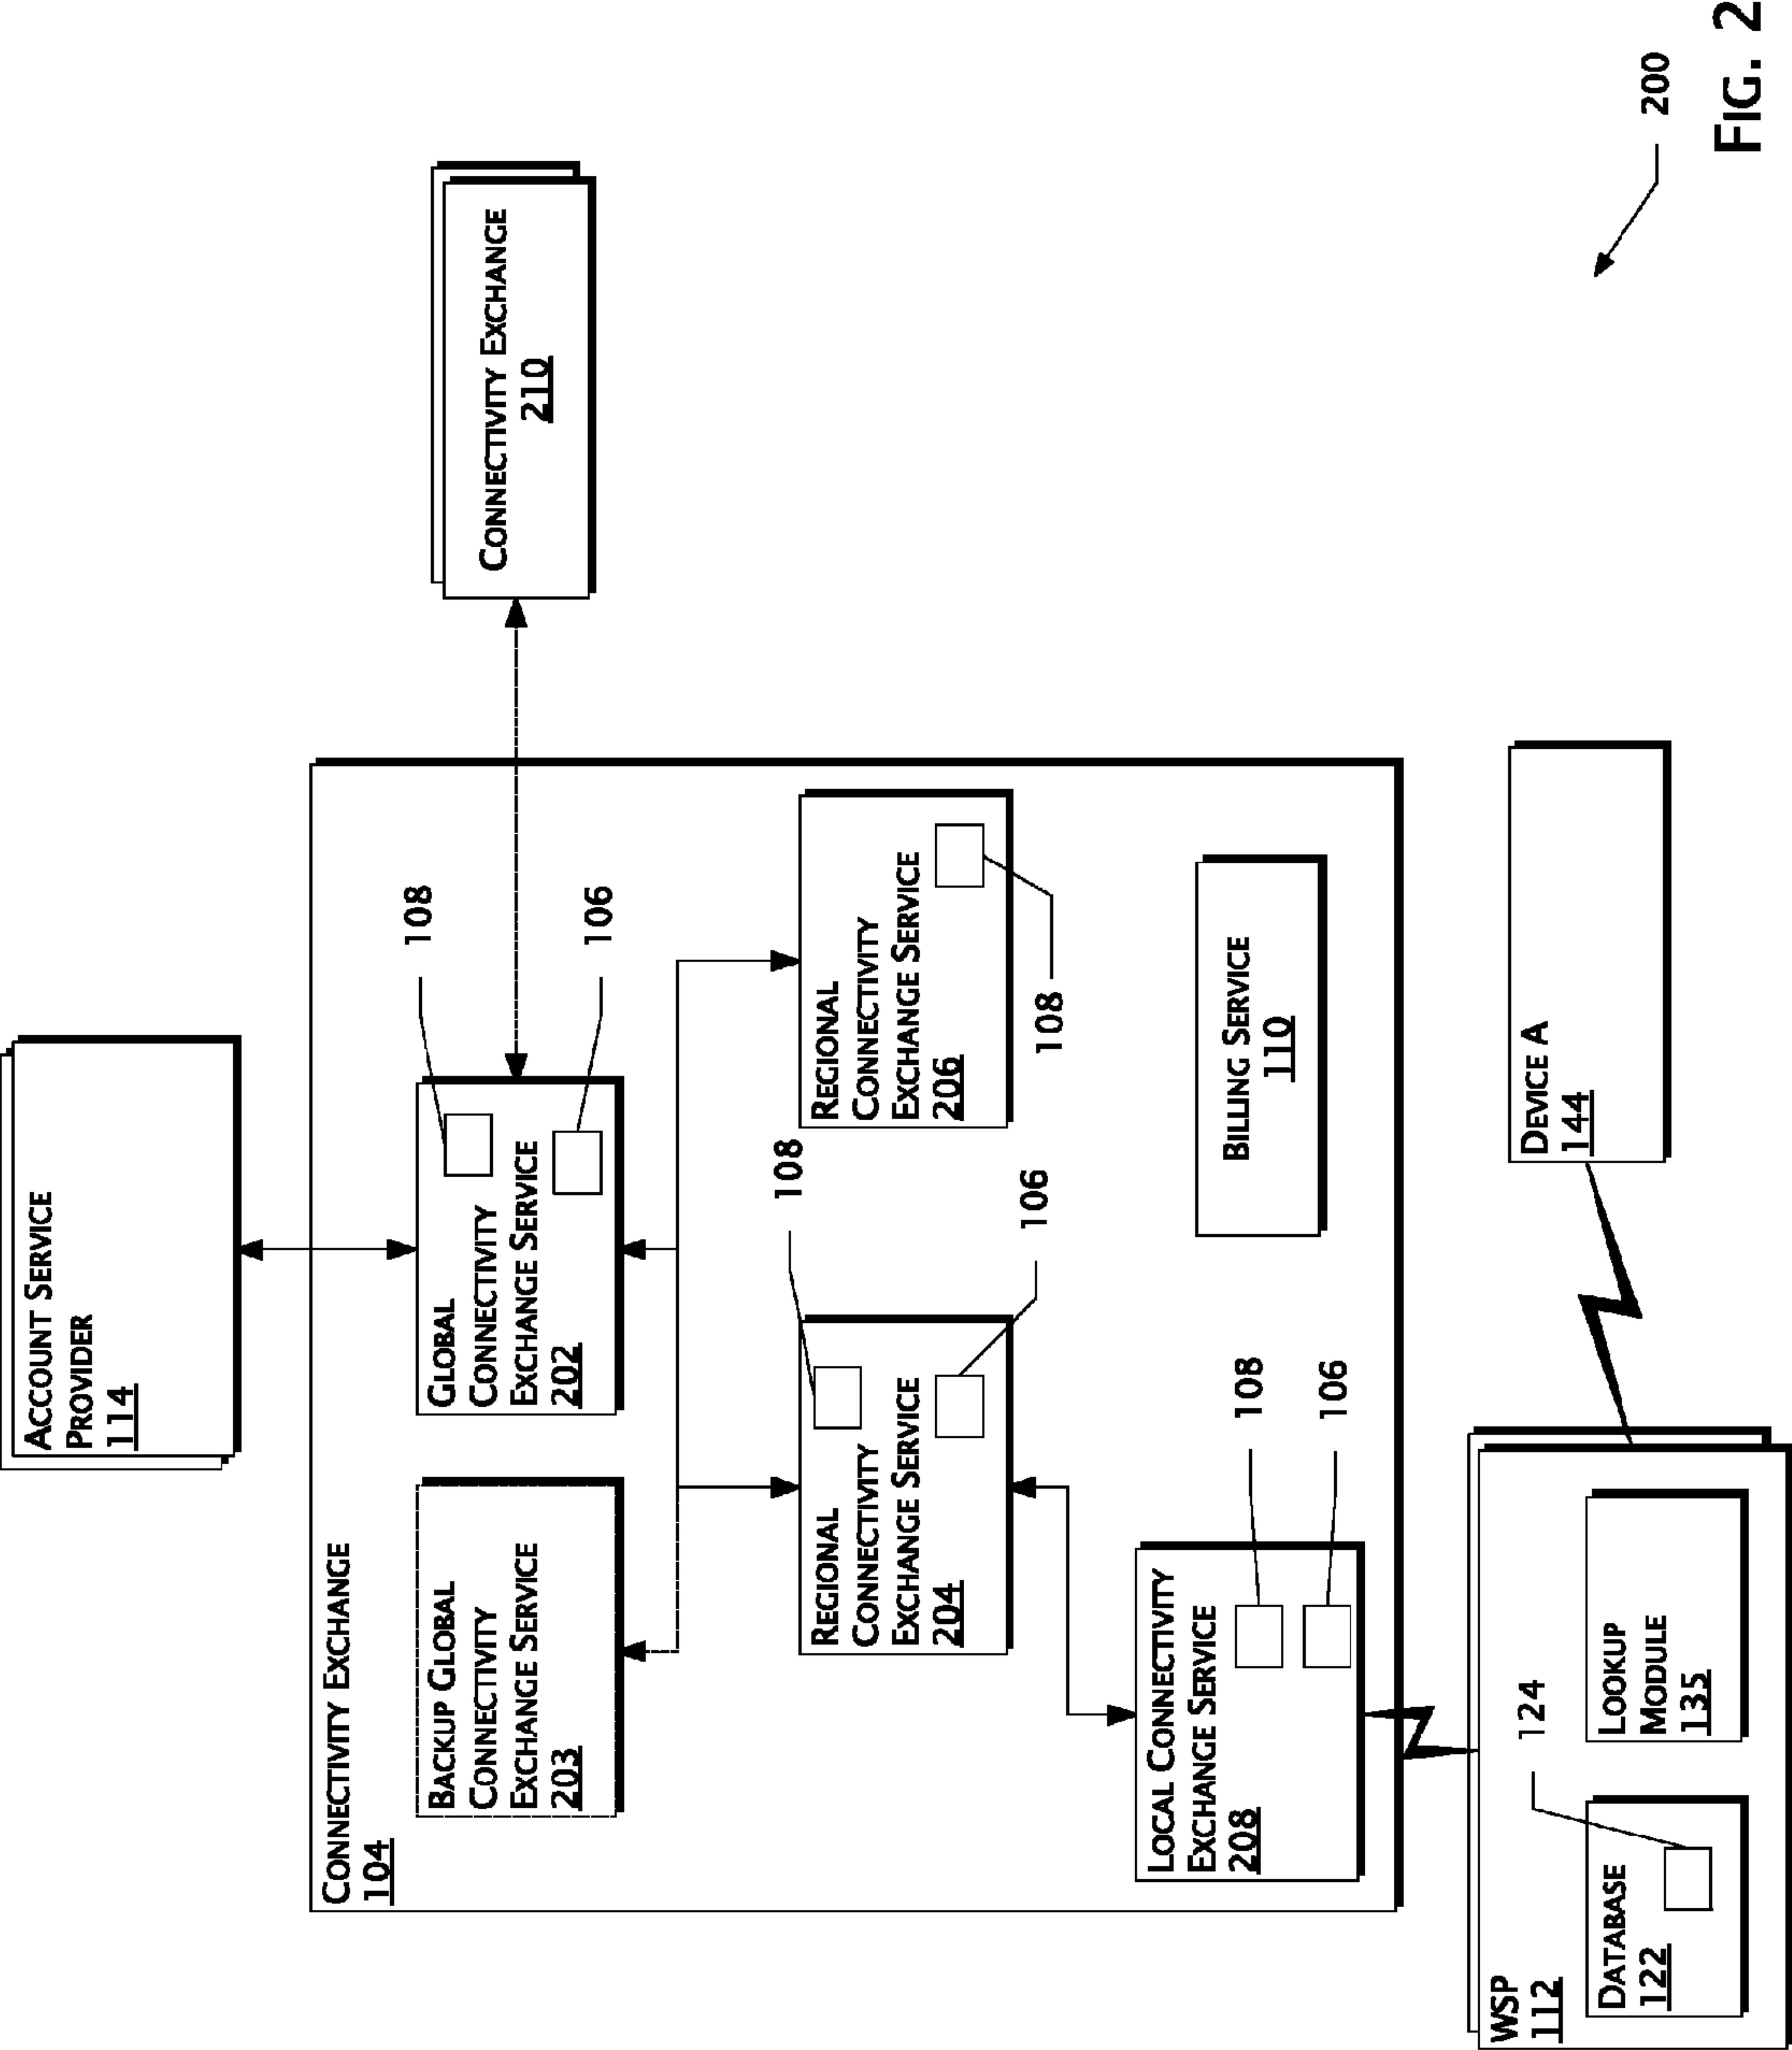 ACCOUNT SERVICE
PROVIDER
114
CONNECTIVITY EXCHANGE
104
BACKUP GLOBAL
CONNECTIVITY
EXCHANGE SERVICE
203
GLOBAL
CONNECTIVITY
EXCHANGE SERVICE
202
108
106
CONNECTIVITY EXCHANGE
210
REGIONAL
CONNECTIVITY
EXCHANGE SERVICE
204
108
106
REGIONAL
CONNECTIVITY
EXCHANGE SERVICE
206
108
LOCAL CONNECTIVITY
EXCHANGE SERVICE
208
108
106
BILLING SERVICE
110
WSP
112
DATABASE
122
124
LOOKUP
MODULE
135
DEVICE A
144
200
FIG. 2